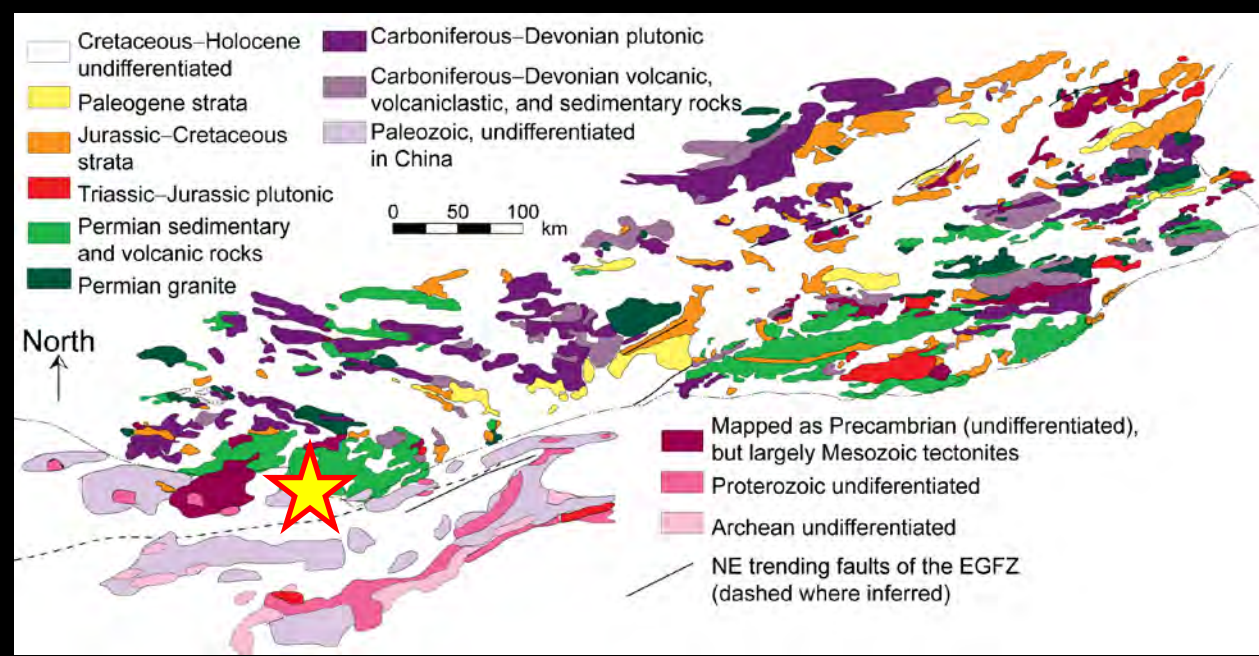 Cretaceous–Holocene
undifferentiated
Paleogene strata
Jurassic–Cretaceous
strata
Triassic–Jurassic plutonic
Permian sedimentary
and volcanic rocks
Permian granite
Carboniferous–Devonian plutonic
Carboniferous–Devonian volcanic,
volcaniclastic, and sedimentary rocks
Paleozoic, undifferentiated
in China
0 50 100
km
North
Mapped as Precambrian (undifferentiated),
but largely Mesozoic tectonites
Proterozoic undiferentiated
Archean undifferentiated
NE trending faults of the EGFZ
(dashed where inferred)